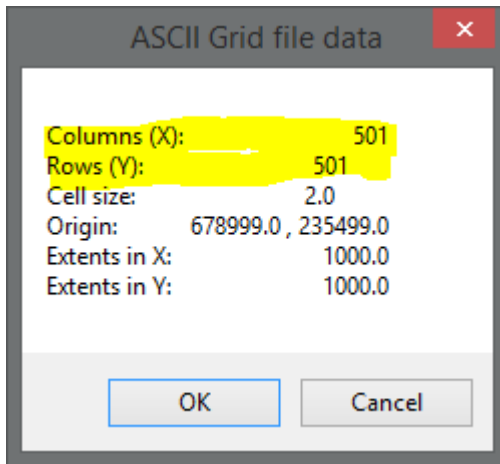 ASCII Grid file data
Columns (X): 501
Rows (Y): 501
Cell size: 2.0
Origin: 678999.0 , 235499.0
Extents in X: 1000.0
Extents in Y: 1000.0
OK Cancel